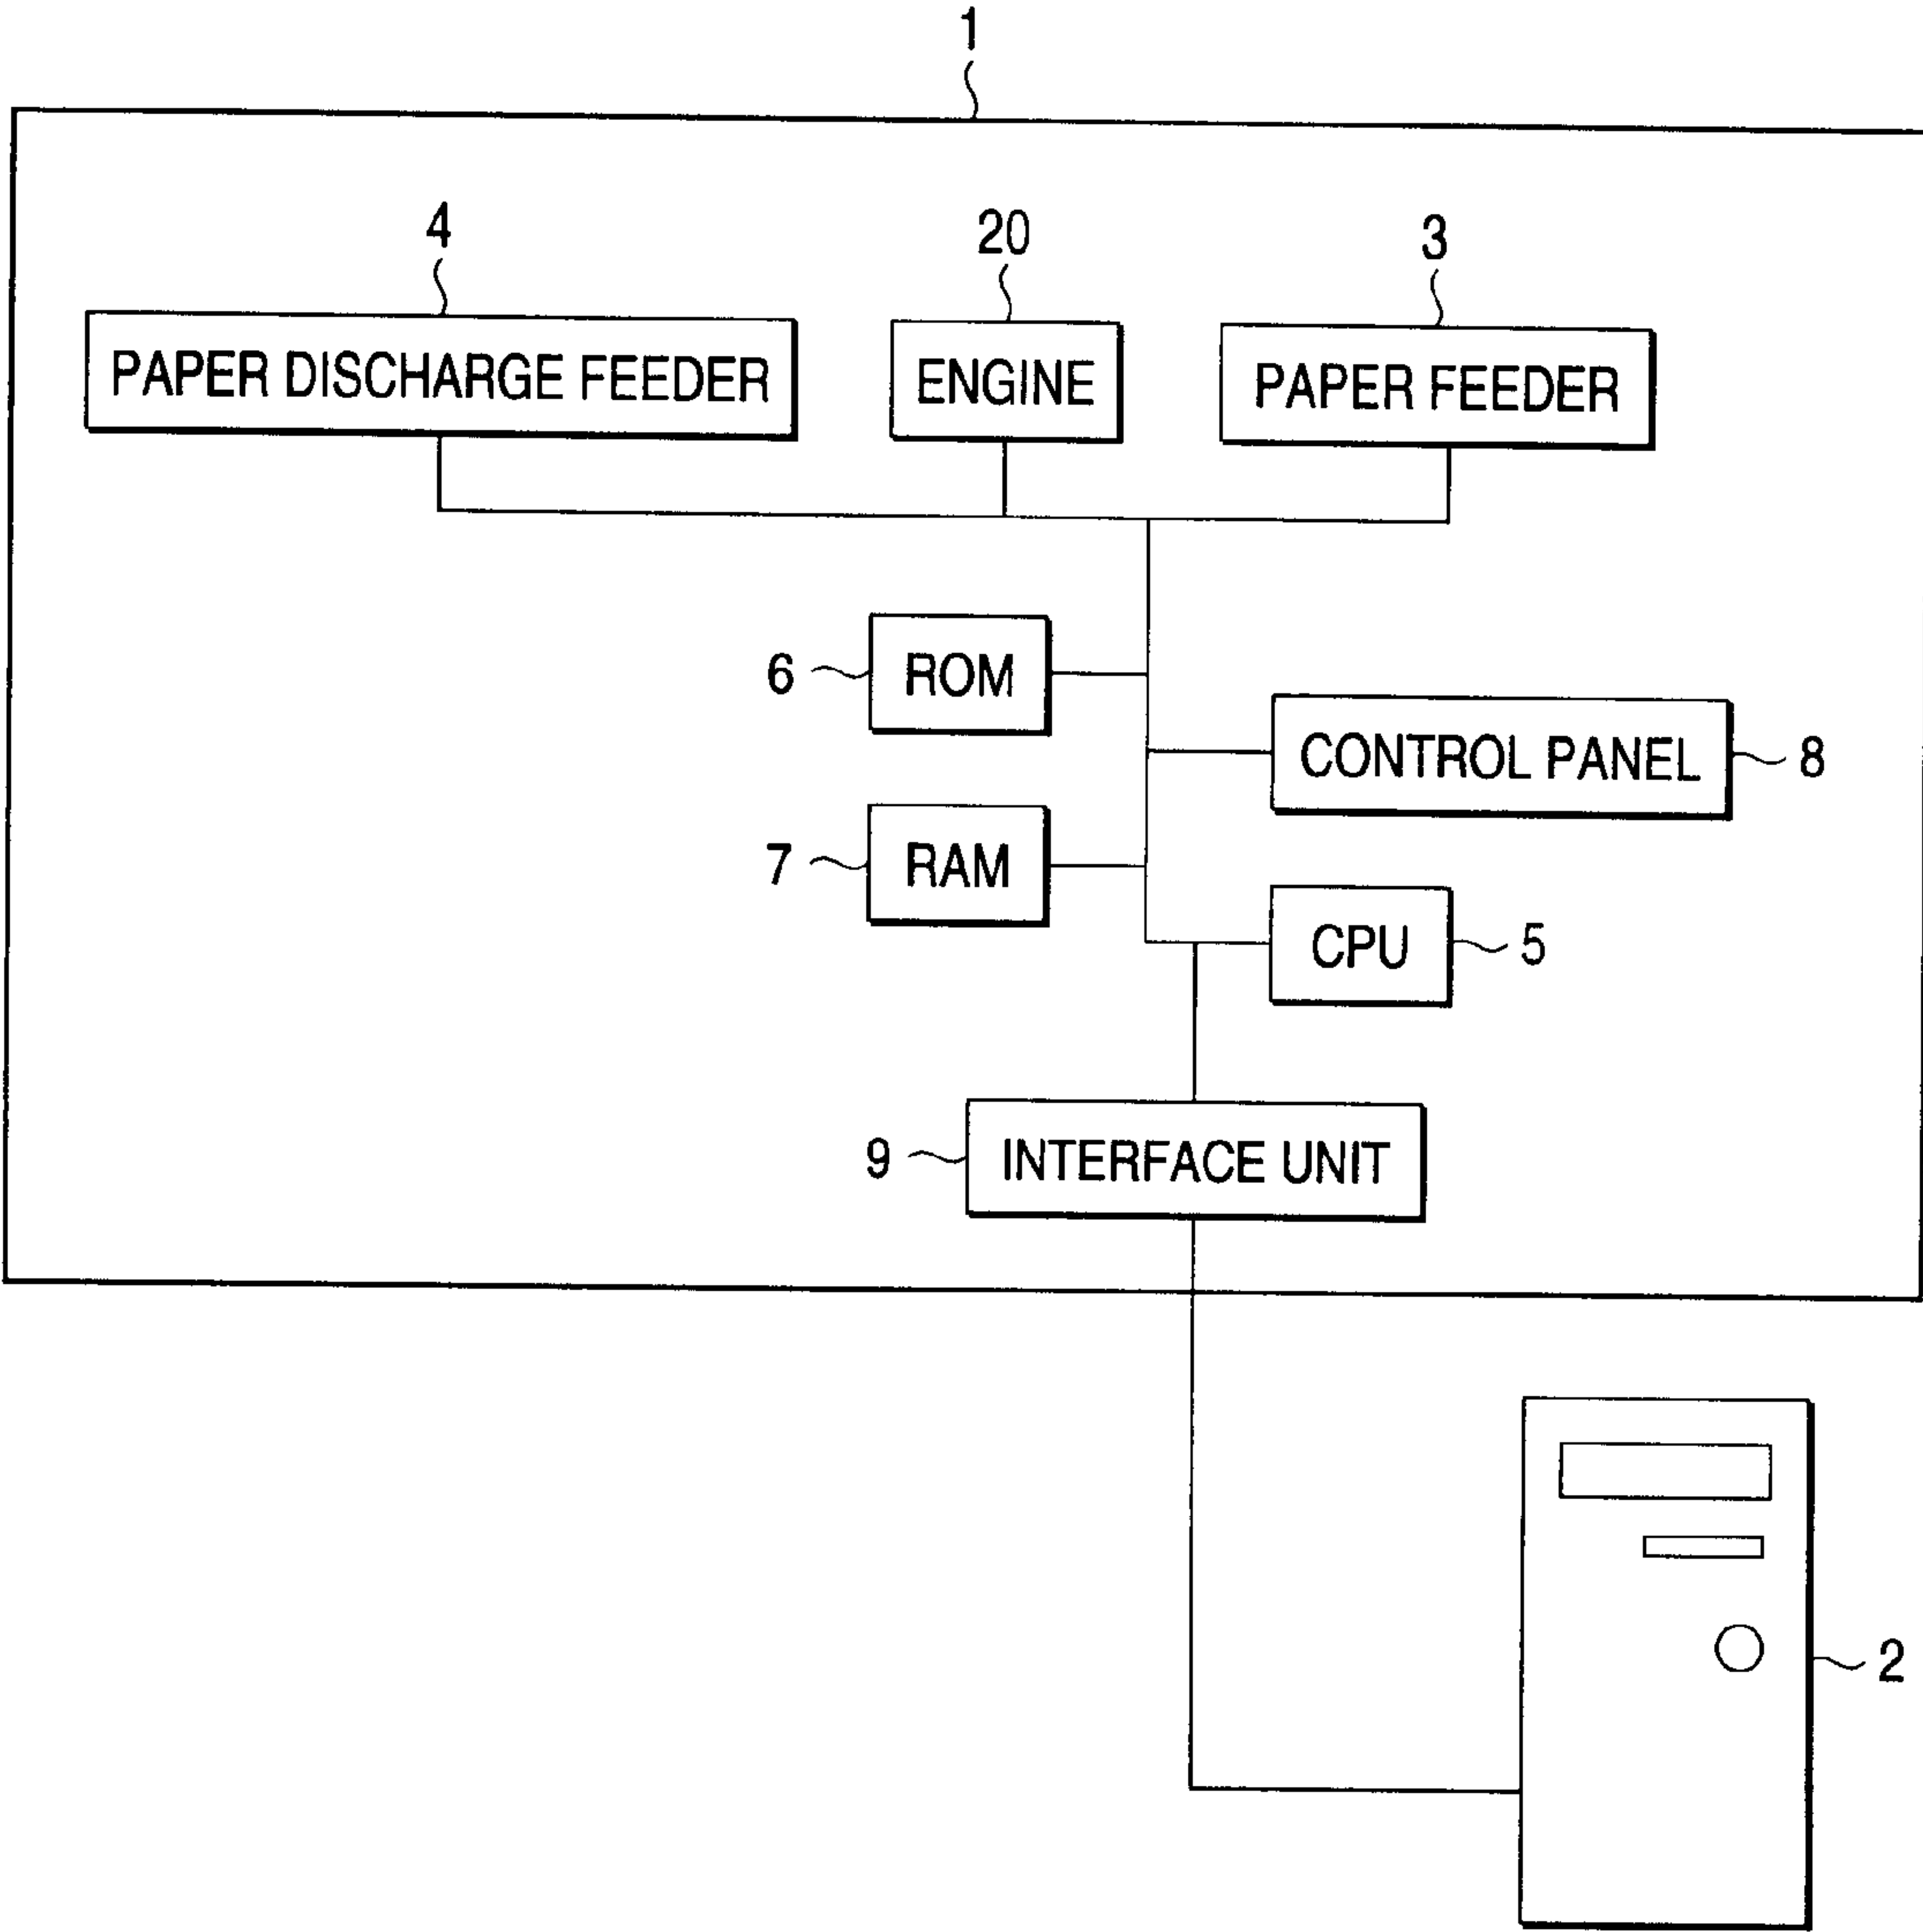 1
4
20
3
PAPER DISCHARGE FEEDER
ENGINE
PAPER FEEDER
6
ROM
CONTROL PANEL
8
7
RAM
CPU
5
9
INTERFACE UNIT
2